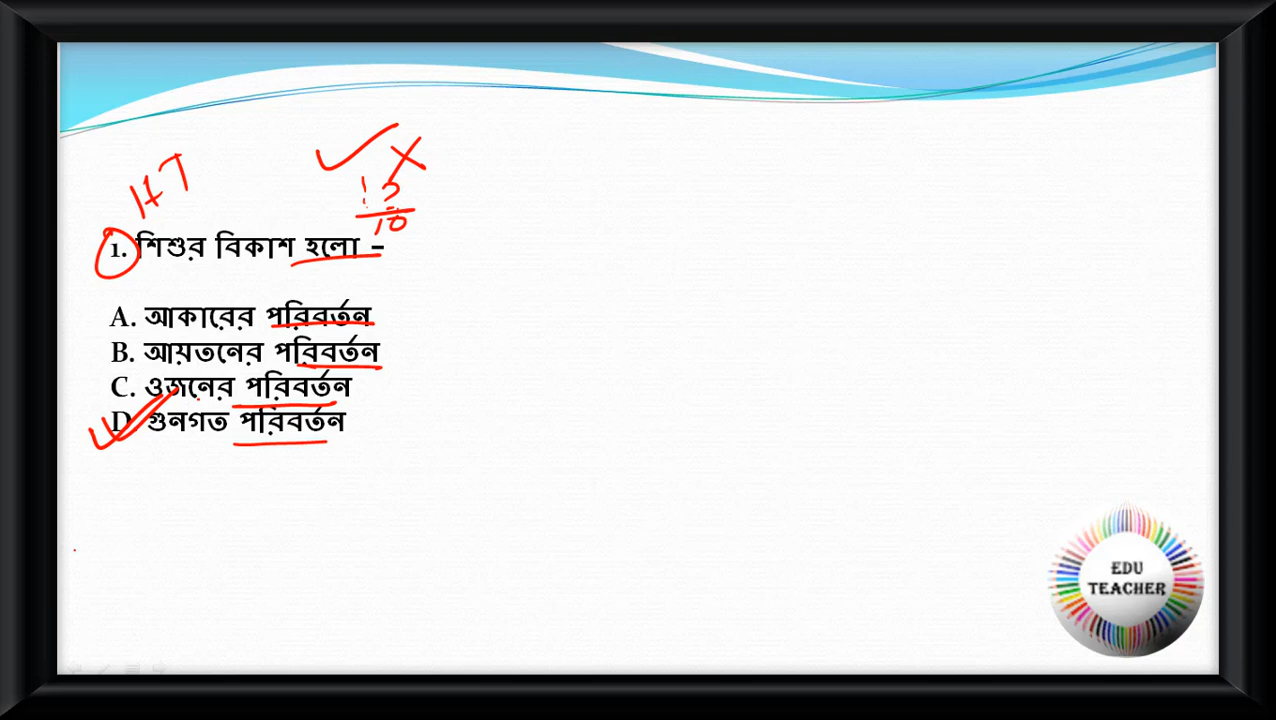 1. শিশুর বিকাশ হলো –
A. আকারের পরিবর্তন
B. আয়তনের পরিবর্তন
C. ওজনের পরিবর্তন
D. গুনগত পরিবর্তন
EDU
TEACHER